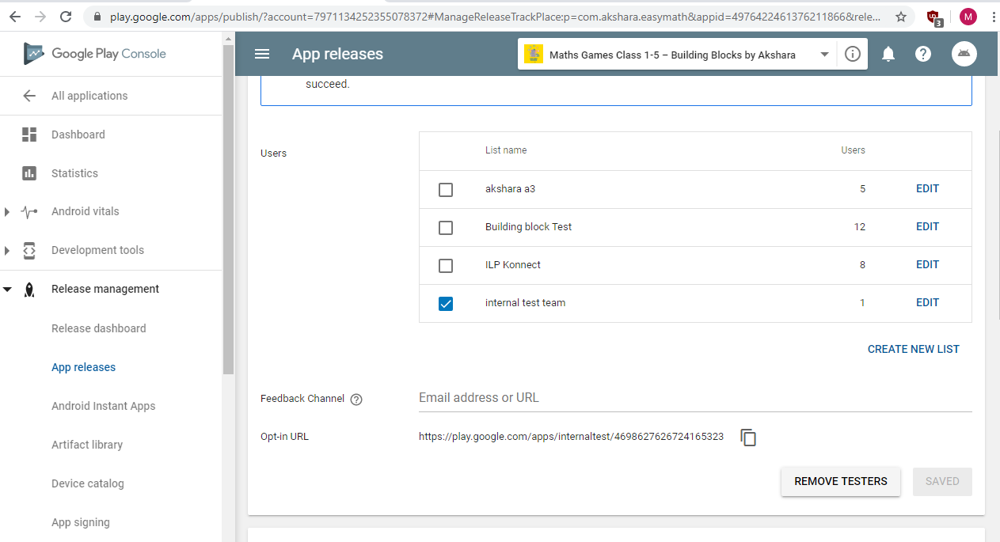 play.google.com/apps/publish/?account=7971134252355078372#ManageReleaseTrackPlace:p=com.akshara.easymath&appid=4976422461376211866&rele...
3
M
Google Play Console
App releases
Maths Games Class 1-5 – Building Blocks by Akshara
All applications
Dashboard
Statistics
Android vitals
Development tools
Release management
Release dashboard
App releases
Android Instant Apps
Artifact library
Device catalog
App signing
succeed.
Users
List name Users
akshara a3 5 EDIT
Building block Test 12 EDIT
ILP Konnect 8 EDIT
internal test team 1 EDIT
CREATE NEW LIST
Feedback Channel Email address or URL
Opt-in URL https://play.google.com/apps/internaltest/4698627626724165323
REMOVE TESTERS SAVED